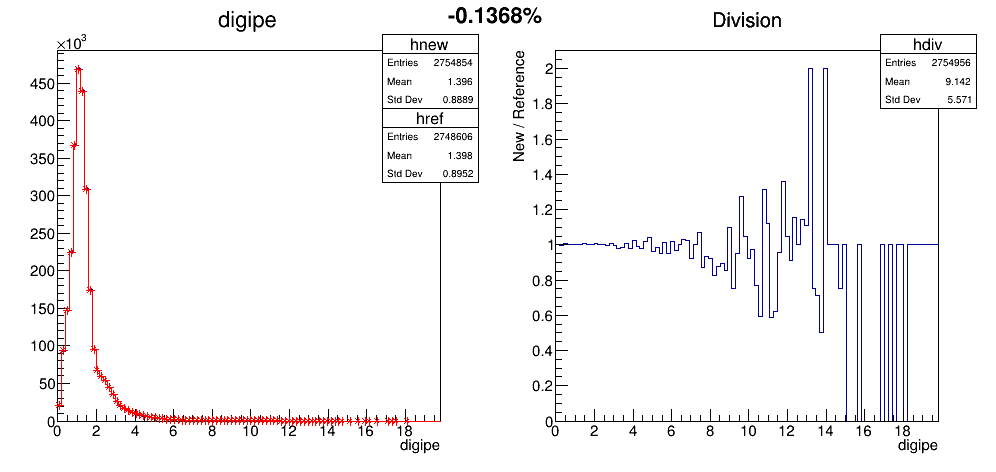 -0.1368%
digipe
×10³
hnew
Entries 2754854
Mean 1.396
Std Dev 0.8889
href
Entries 2748606
Mean 1.398
Std Dev 0.8952
450
400
350
300
250
200
150
100
50
0
0 2 4 6 8 10 12 14 16 18
digipe
Division
hdiv
Entries 2754956
Mean 9.142
Std Dev 5.571
New / Reference
2
1.8
1.6
1.4
1.2
1
0.8
0.6
0.4
0.2
0
0 2 4 6 8 10 12 14 16 18
digipe